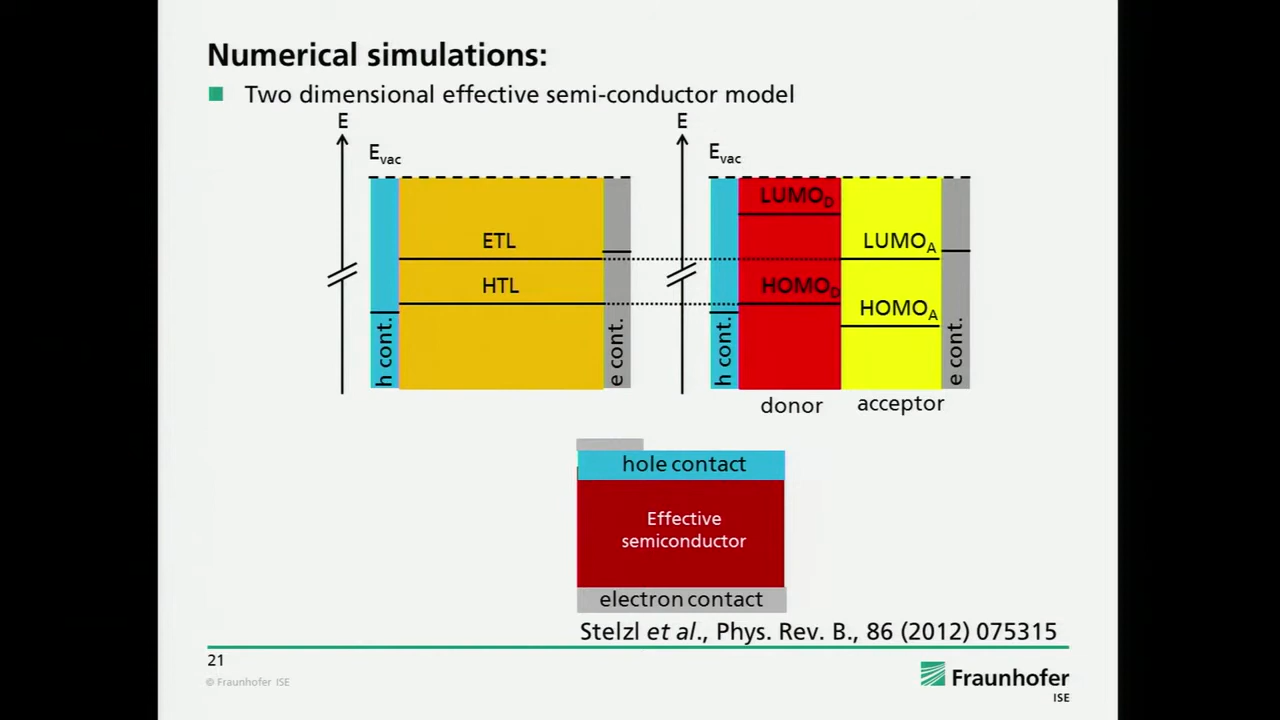 Numerical simulations:
Two dimensional effective semi-conductor model
E
E
Evac
Evac
LUMOD
ETL
LUMOA
HTL
HOMOD
HOMOA
h cont.
e cont.
h cont.
e cont.
donor
acceptor
hole contact
Effective
semiconductor
electron contact
Stelzl et al., Phys. Rev. B., 86 (2012) 075315
21
© Fraunhofer ISE
Fraunhofer
ISE